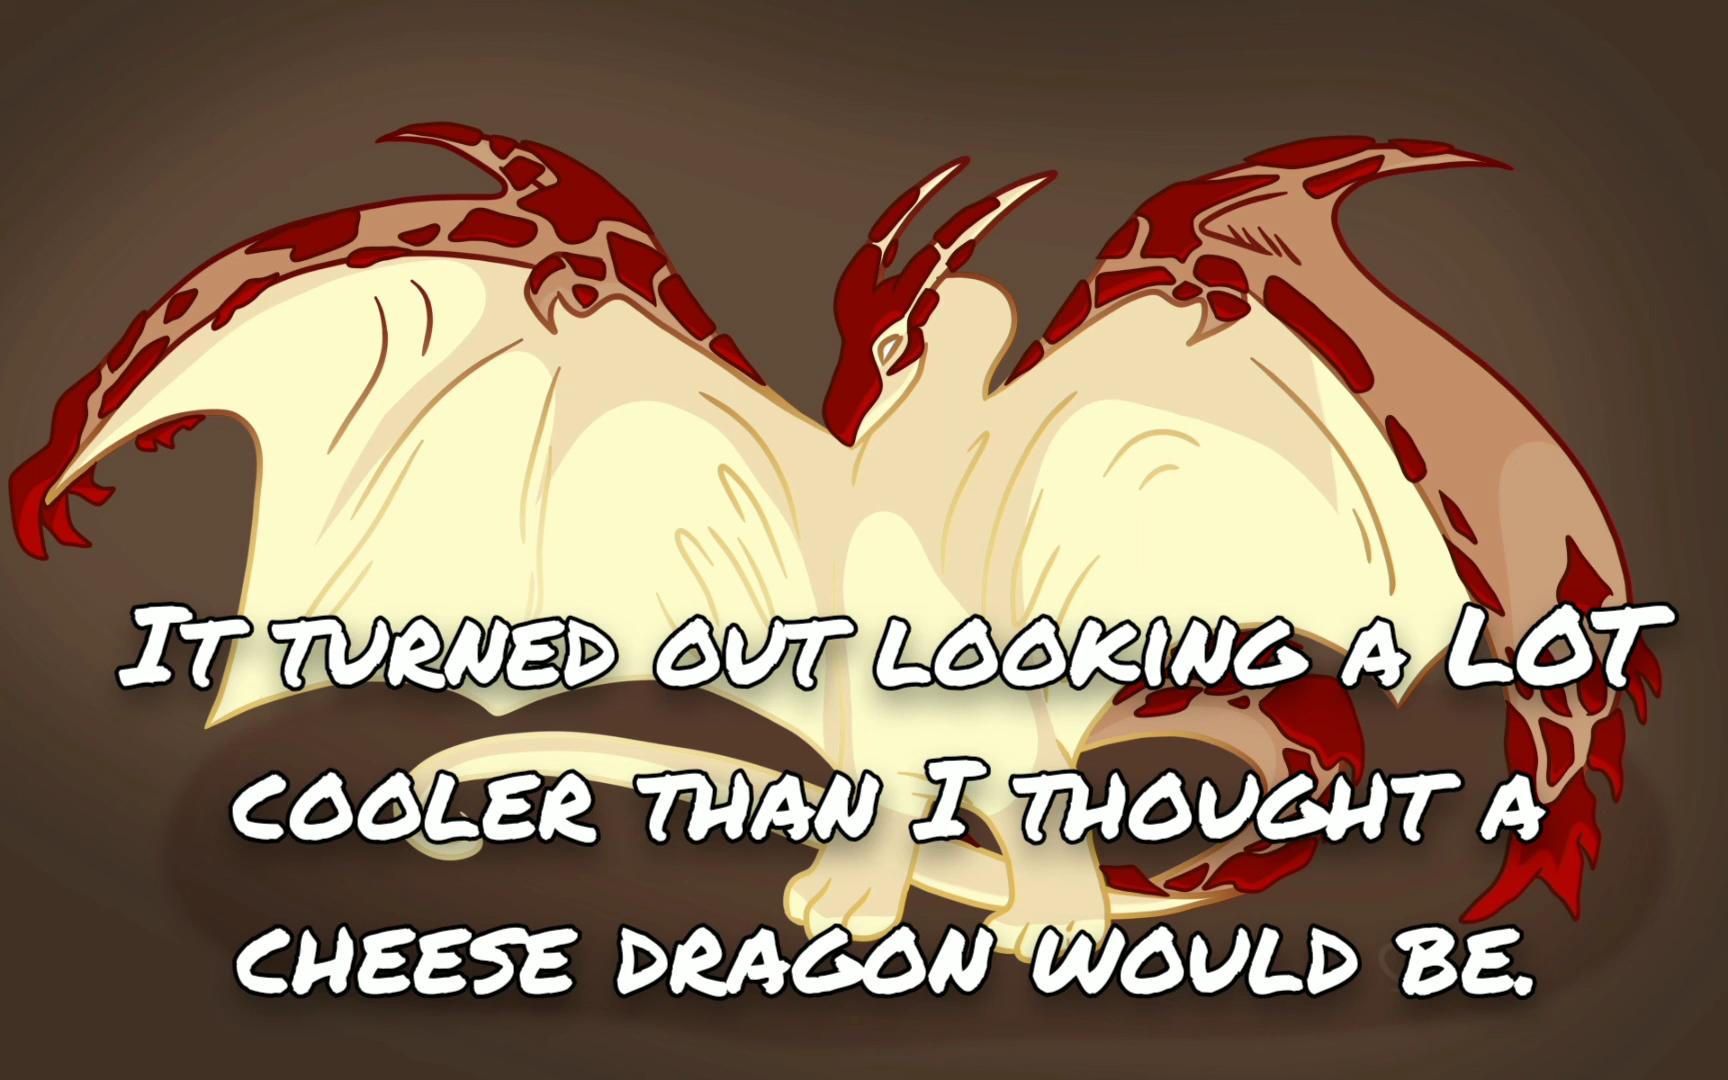 It turned out looking a LOT
cooler than I thought a
cheese dragon would be.